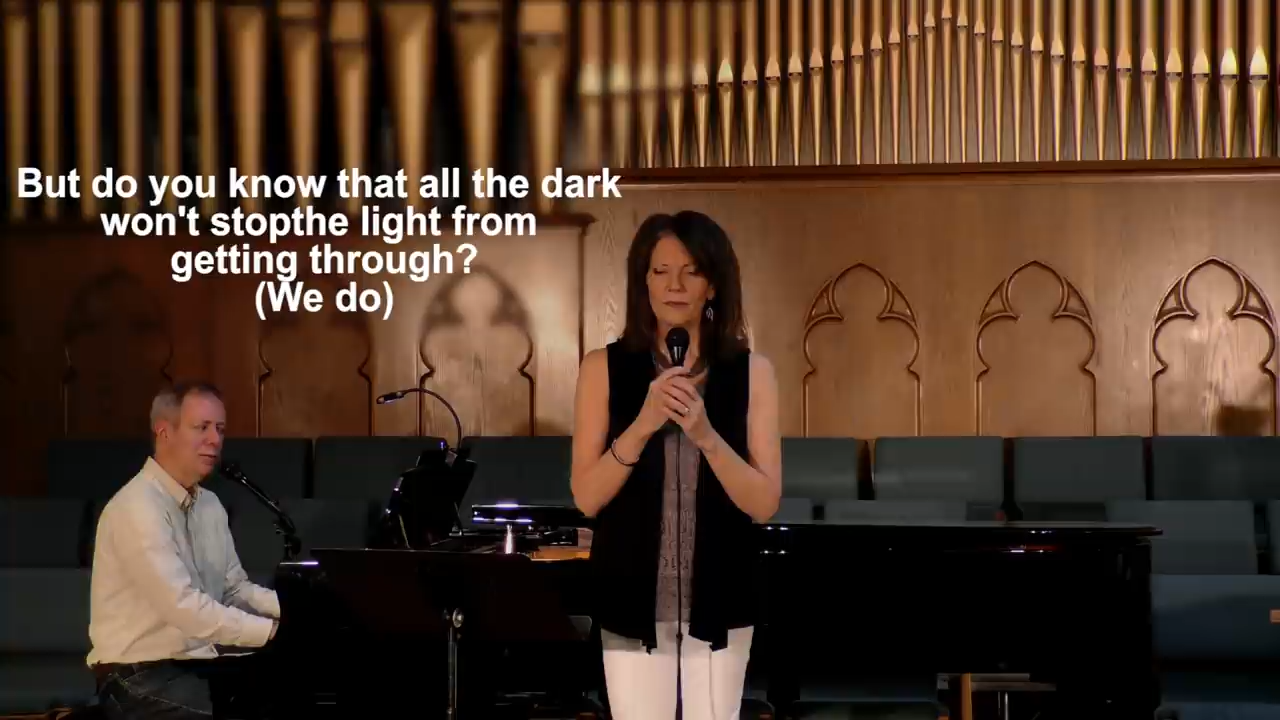 But do you know that all the dark
won't stopthe light from
getting through?
(We do)